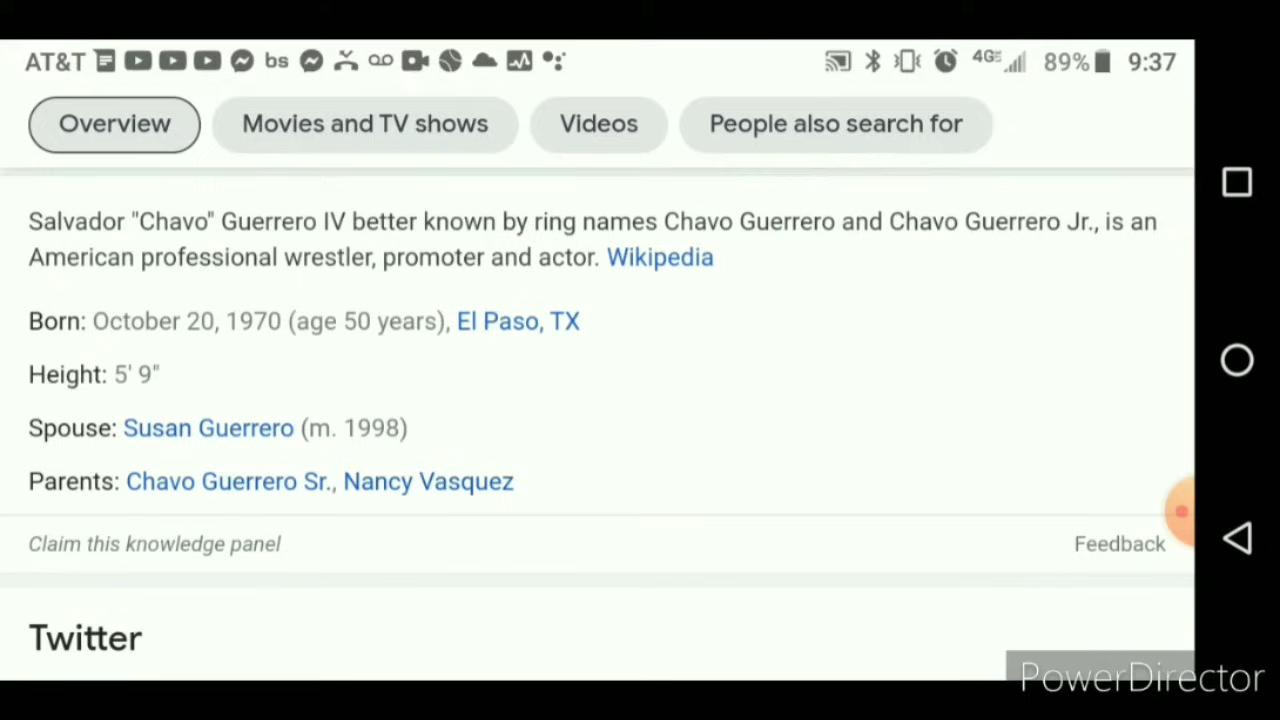 AT&T bs 4GE 89% 9:37
Overview Movies and TV shows Videos People also search for
Salvador "Chavo" Guerrero IV better known by ring names Chavo Guerrero and Chavo Guerrero Jr., is an
American professional wrestler, promoter and actor. Wikipedia
Born: October 20, 1970 (age 50 years), El Paso, TX
Height: 5' 9"
Spouse: Susan Guerrero (m. 1998)
Parents: Chavo Guerrero Sr., Nancy Vasquez
Claim this knowledge panel Feedback
Twitter
PowerDirector